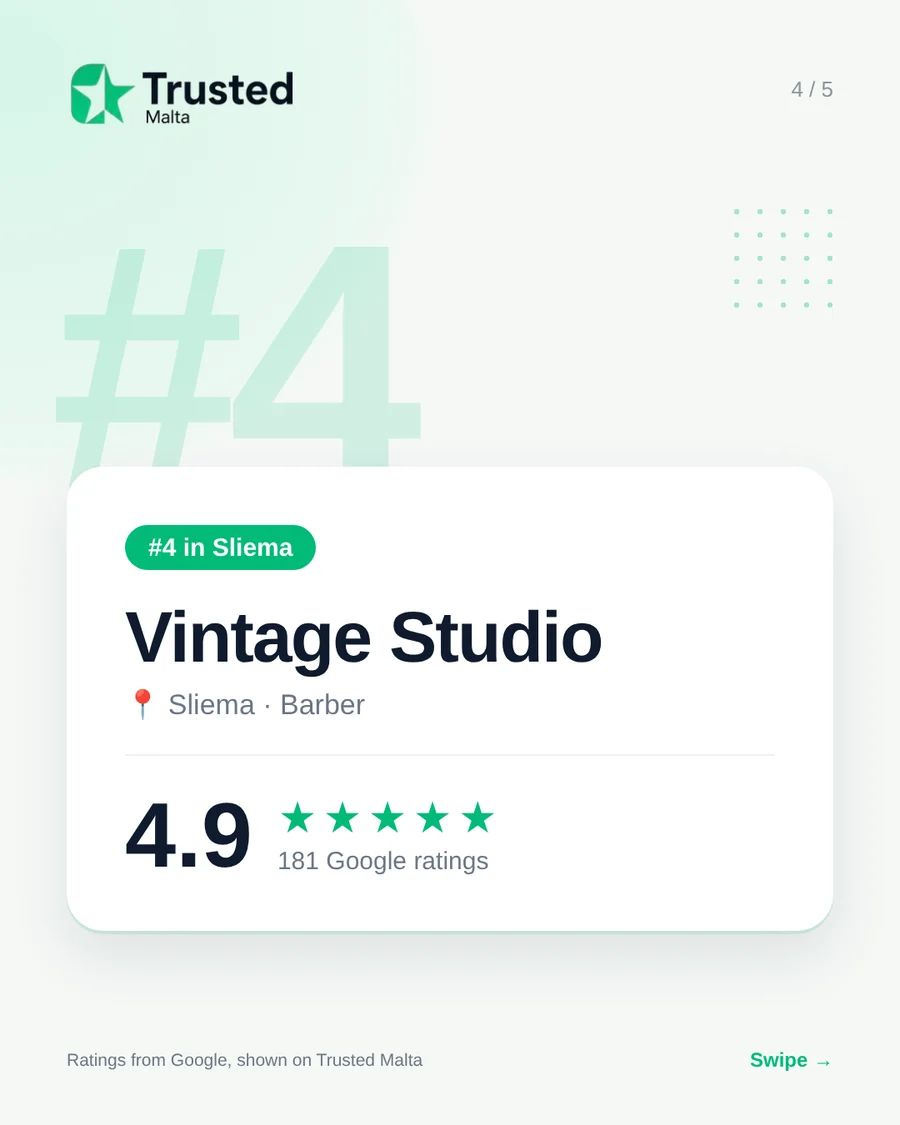 Trusted
Malta
4 / 5
#4
#4 in Sliema
Vintage Studio
📍 Sliema · Barber
4.9 ★★★★★
181 Google ratings
Ratings from Google, shown on Trusted Malta
Swipe →